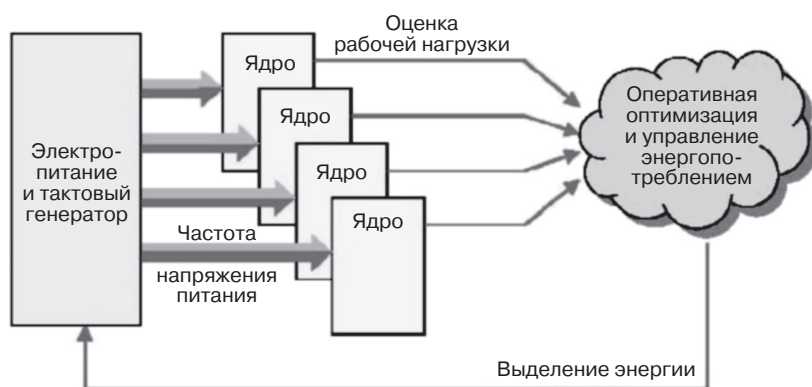 Оценка
рабочей нагрузки
Ядро
Ядро
Ядро
Ядро
Электро-
питание
и тактовый
генератор
Частота
напряжения
питания
Оперативная
оптимизация
и управление
энергопо-
треблением
Выделение энергии